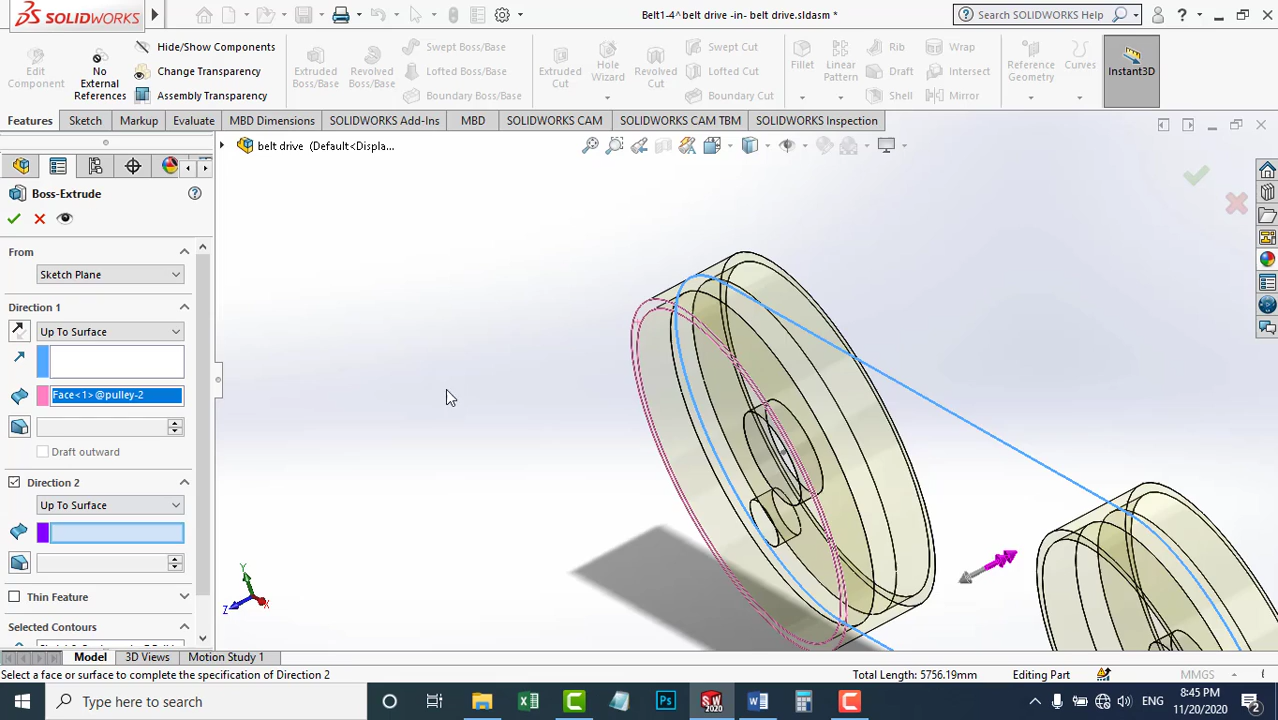 SOLIDWORKS
Belt1-4^ belt drive -in- belt drive.sldasm *
Search SOLIDWORKS Help
?
Edit Component
No External References
Hide/Show Components
Change Transparency
Assembly Transparency
Extruded Boss/Base
Revolved Boss/Base
Swept Boss/Base
Lofted Boss/Base
Boundary Boss/Base
Extruded Cut
Hole Wizard
Revolved Cut
Swept Cut
Lofted Cut
Boundary Cut
Fillet
Linear Pattern
Rib
Draft
Shell
Wrap
Intersect
Mirror
Reference Geometry
Curves
Instant3D
Features
Sketch
Markup
Evaluate
MBD Dimensions
SOLIDWORKS Add-Ins
MBD
SOLIDWORKS CAM
SOLIDWORKS CAM TBM
SOLIDWORKS Inspection
belt drive (Default<Displa...
Boss-Extrude
From
Sketch Plane
Direction 1
Up To Surface
Face<1>@pulley-2
Draft outward
Direction 2
Up To Surface
Thin Feature
Selected Contours
Y
Z
X
Model
3D Views
Motion Study 1
Select a face or surface to complete the specification of Direction 2
Total Length: 5756.19mm
Editing Part
MMGS
Type here to search
ENG
8:45 PM
11/20/2020